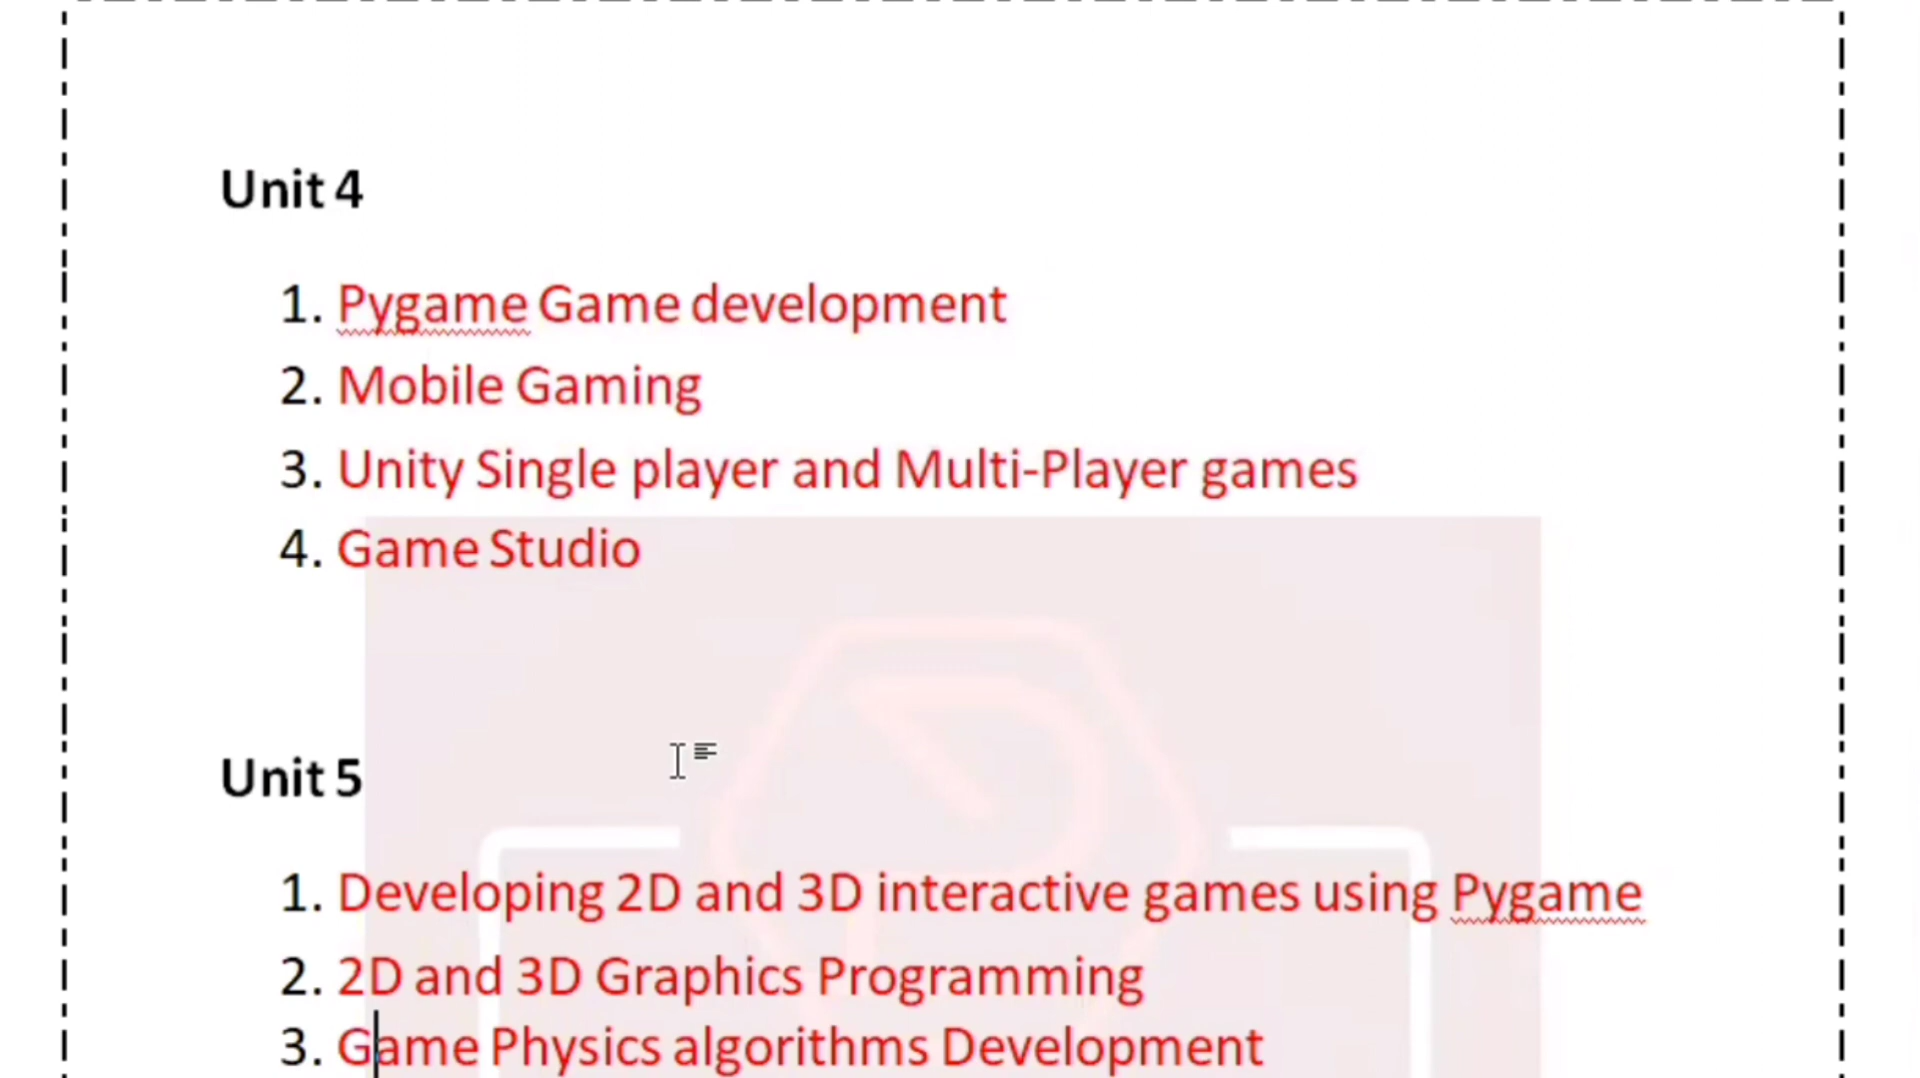 Unit 4
1. Pygame Game development
2. Mobile Gaming
3. Unity Single player and Multi-Player games
4. Game Studio
Unit 5
1. Developing 2D and 3D interactive games using Pygame
2. 2D and 3D Graphics Programming
3. Game Physics algorithms Development